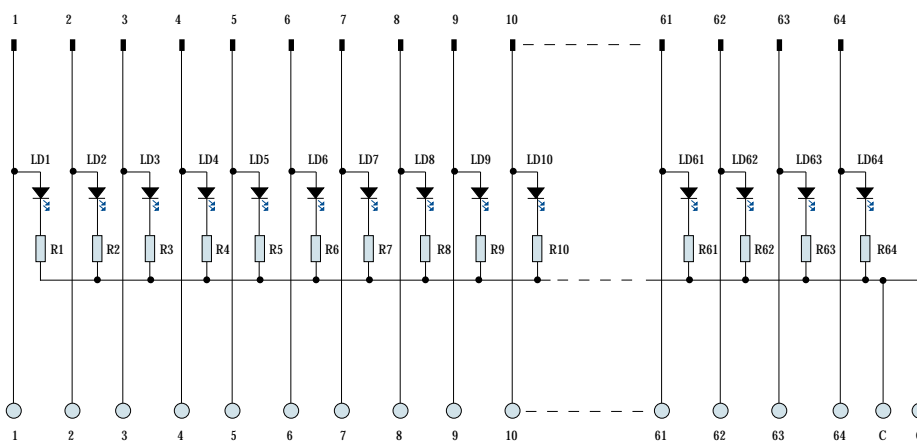 1 2 3 4 5 6 7 8 9 10 61 62 63 64
LD1 LD2 LD3 LD4 LD5 LD6 LD7 LD8 LD9 LD10 LD61 LD62 LD63 LD64
R1 R2 R3 R4 R5 R6 R7 R8 R9 R10 R61 R62 R63 R64
1 2 3 4 5 6 7 8 9 10 61 62 63 64 C